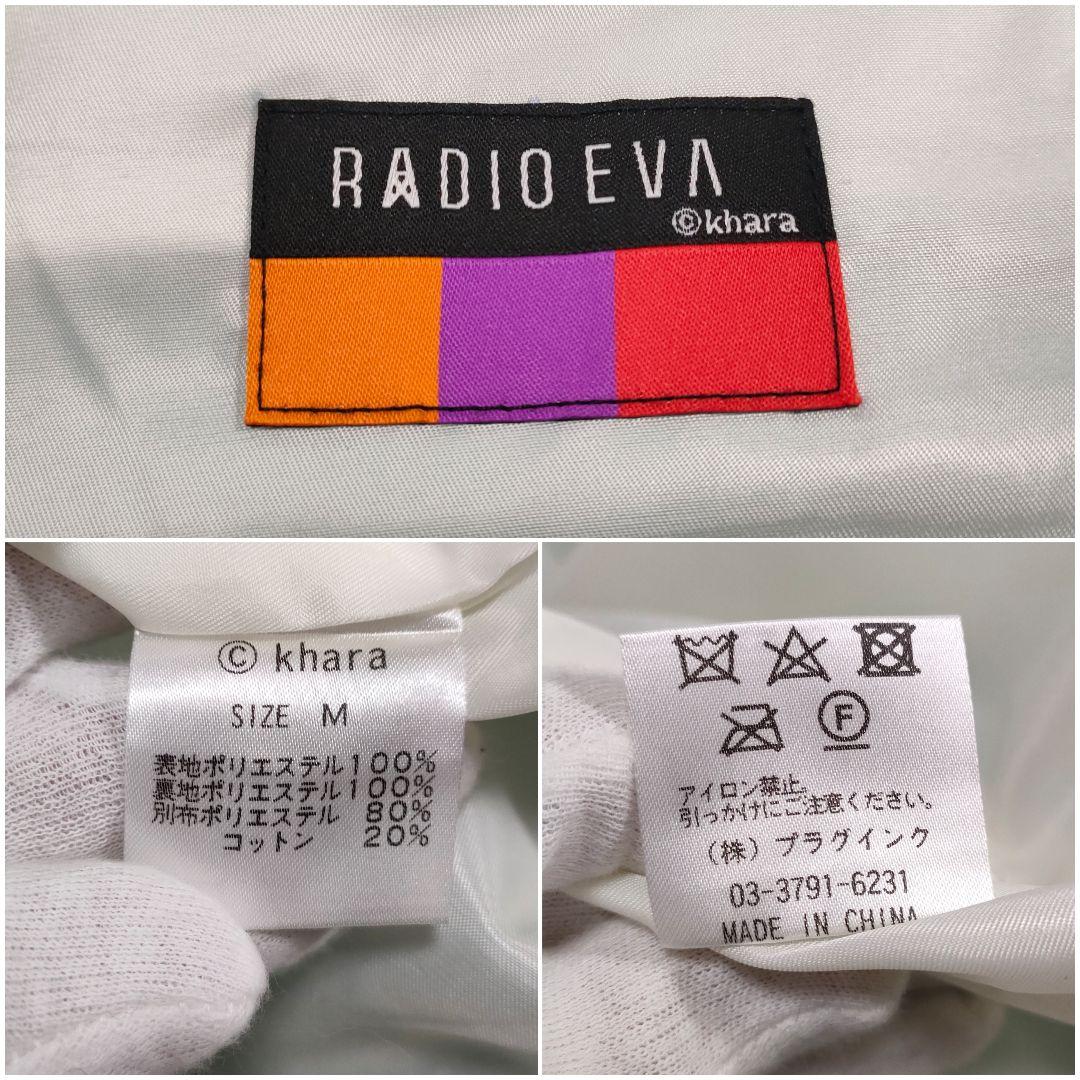 RADIO EVA
©khara
© khara
SIZE M
表地ポリエステル100%
裏地ポリエステル100%
別布ポリエステル 80%
コットン 20%
F
アイロン禁止。
引っかけにご注意ください。
(株)プラグインク
03-3791-6231
MADE IN CHINA